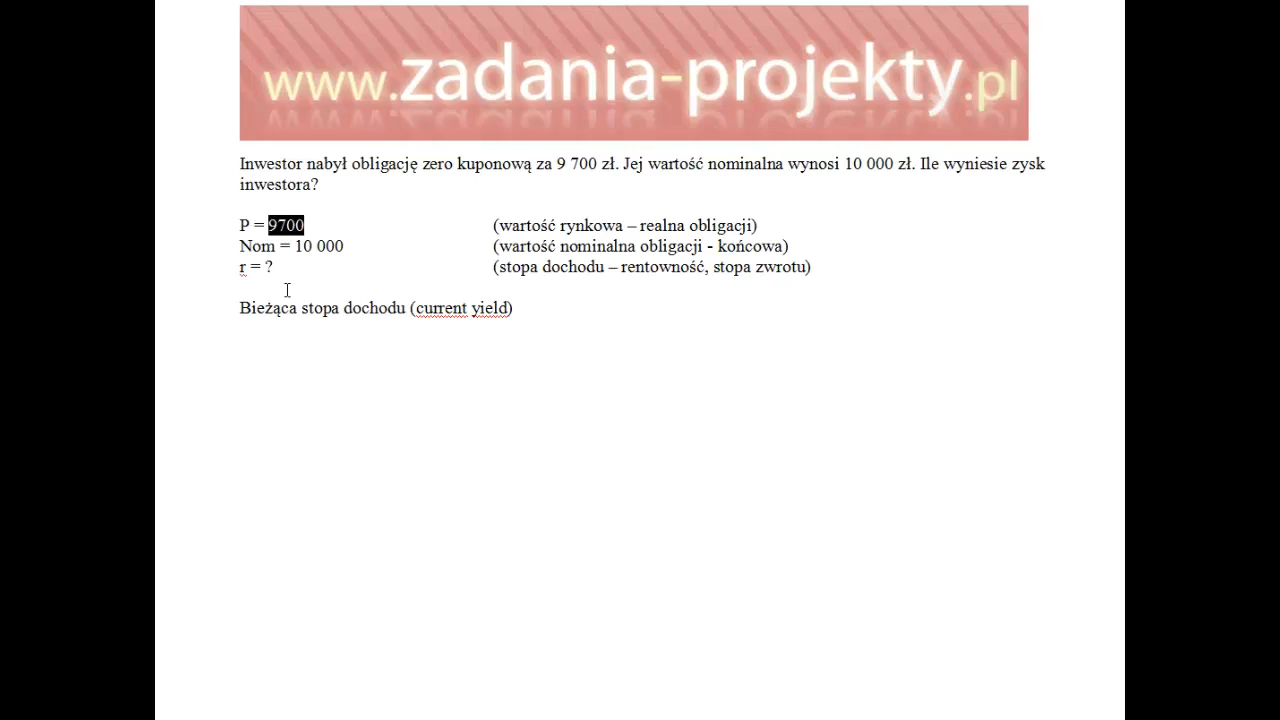 www.zadania-projekty.pl
Inwestor nabył obligację zero kuponową za 9 700 zł. Jej wartość nominalna wynosi 10 000 zł. Ile wyniesie zysk
inwestora?
P = 9700 (wartość rynkowa – realna obligacji)
Nom = 10 000 (wartość nominalna obligacji - końcowa)
r = ? (stopa dochodu – rentowność, stopa zwrotu)
Bieżąca stopa dochodu (current yield)